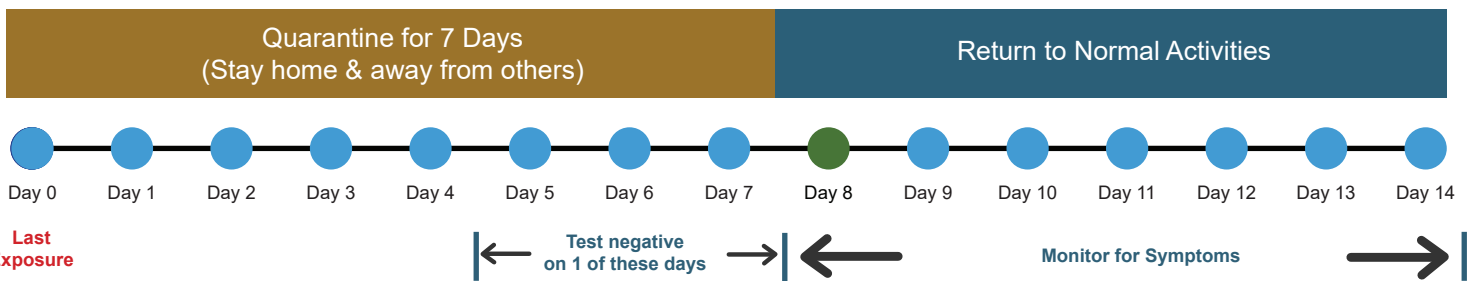 Quarantine for 7 Days
(Stay home & away from others)
Return to Normal Activities
Day 0 Day 1 Day 2 Day 3 Day 4 Day 5 Day 6 Day 7 Day 8 Day 9 Day 10 Day 11 Day 12 Day 13 Day 14
Last
xposure
Test negative
on 1 of these days
Monitor for Symptoms